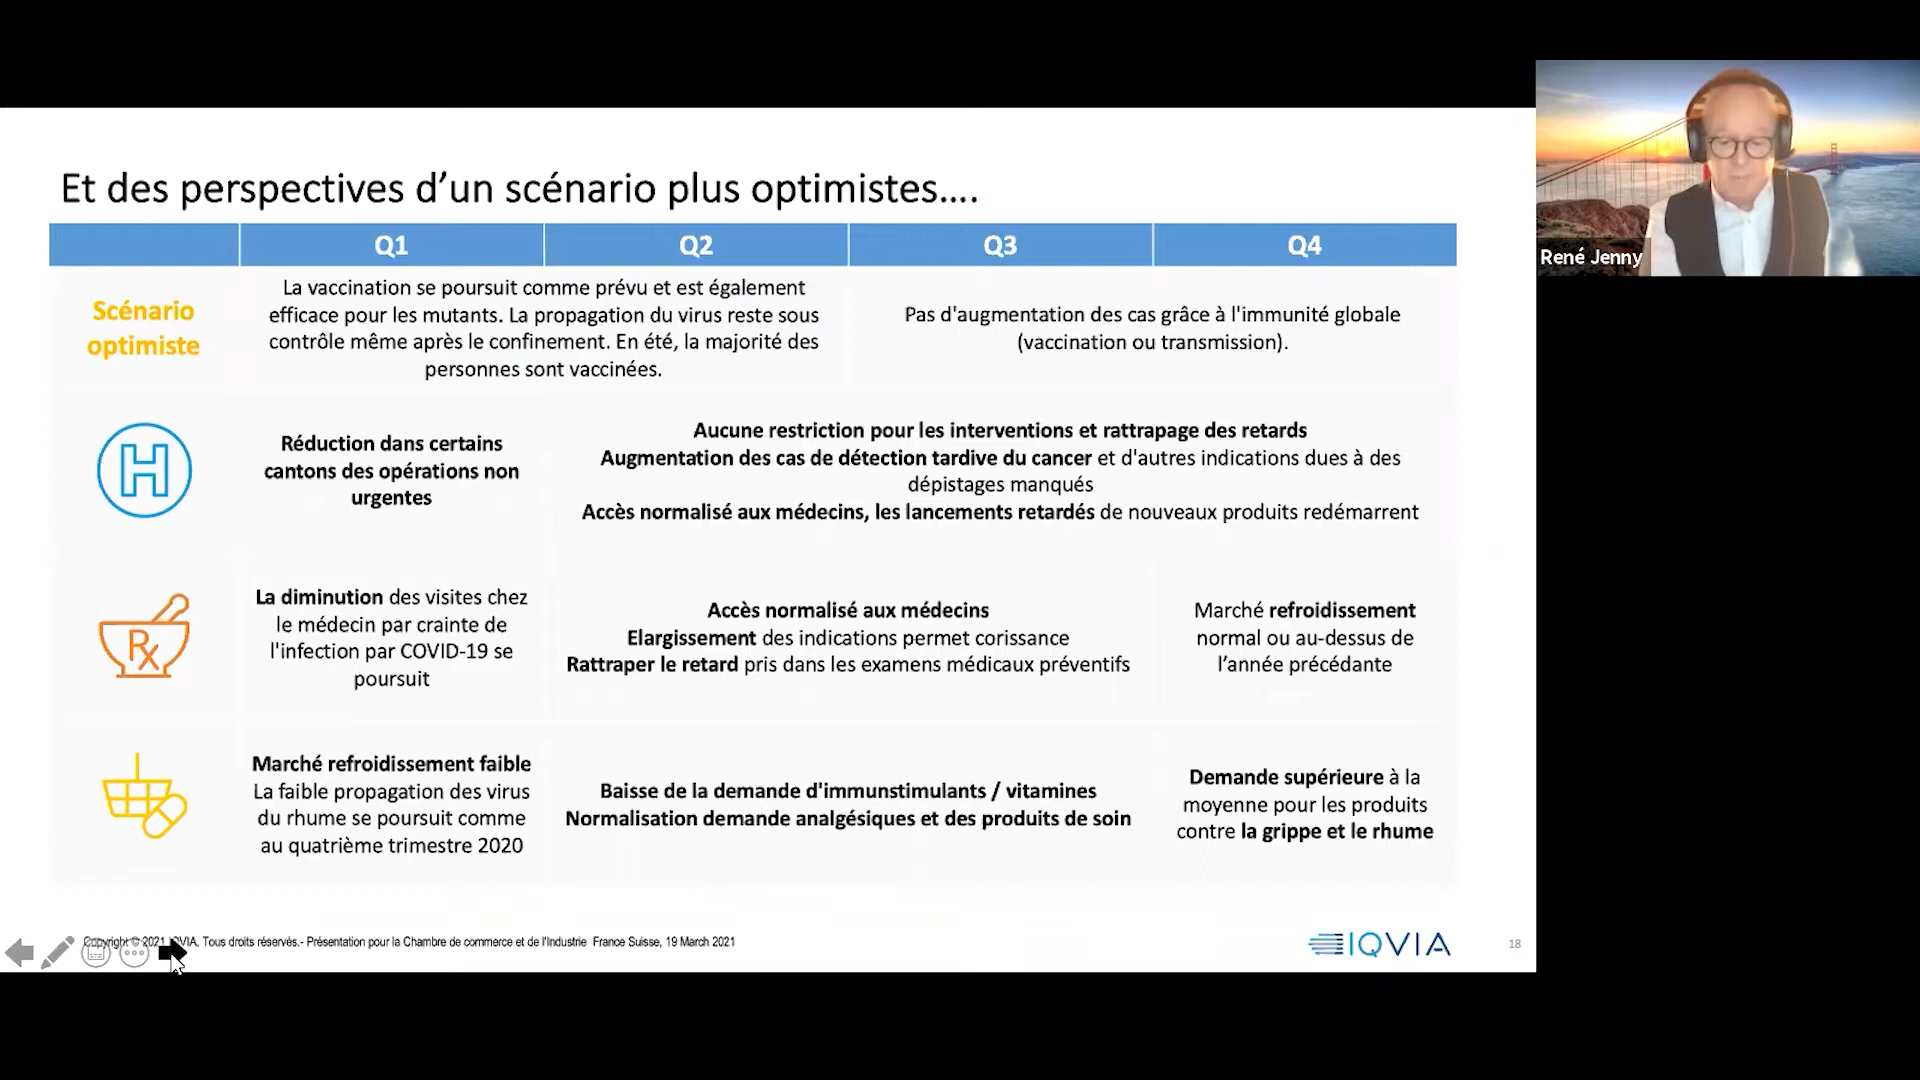 Et des perspectives d’un scénario plus optimistes....
Q1
Q2
Q3
Q4
Scénario
optimiste
La vaccination se poursuit comme prévu et est également
efficace pour les mutants. La propagation du virus reste sous
contrôle même après le confinement. En été, la majorité des
personnes sont vaccinées.
Pas d'augmentation des cas grâce à l'immunité globale
(vaccination ou transmission).
H
Réduction dans certains
cantons des opérations non
urgentes
Aucune restriction pour les interventions et rattrapage des retards
Augmentation des cas de détection tardive du cancer et d'autres indications dues à des
dépistages manqués
Accès normalisé aux médecins, les lancements retardés de nouveaux produits redémarrent
Rx
La diminution des visites chez
le médecin par crainte de
l'infection par COVID-19 se
poursuit
Accès normalisé aux médecins
Elargissement des indications permet corissance
Rattraper le retard pris dans les examens médicaux préventifs
Marché refroidissement
normal ou au-dessus de
l’année précédante
Marché refroidissement faible
La faible propagation des virus
du rhume se poursuit comme
au quatrième trimestre 2020
Baisse de la demande d'immunstimulants / vitamines
Normalisation demande analgésiques et des produits de soin
Demande supérieure à la
moyenne pour les produits
contre la grippe et le rhume
Copyright © 2021 IQVIA. Tous droits réservés.- Présentation pour la Chambre de commerce et de l'Industrie France Suisse, 19 March 2021
IQVIA
18
René Jenny